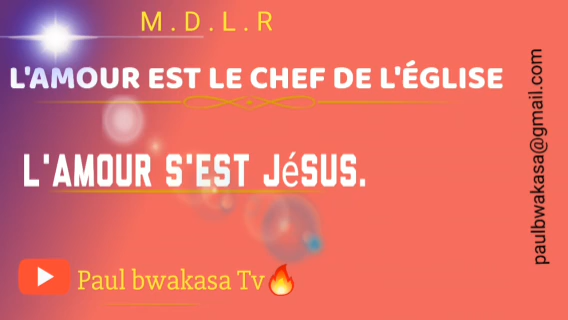 M.D.L.R
L'AMOUR EST LE CHEF DE L'ÉGLISE
L'AMOUR S'EST JéSUS.
Paul bwakasa Tv🔥
paulbwakasa@gmail.com